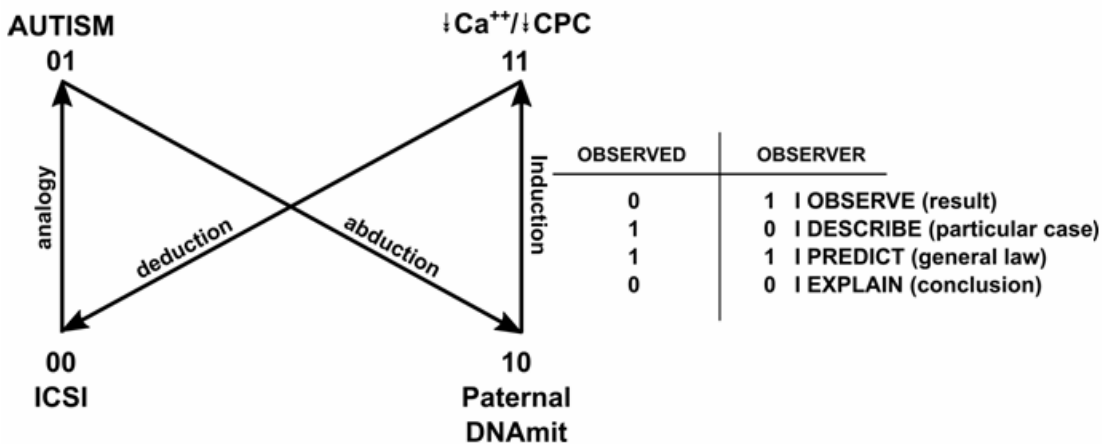 AUTISM
01
⇟Ca++/↓CPC
11
analogy
deduction
abduction
Induction
00
ICSI
10
Paternal
DNAmit
OBSERVED OBSERVER
0 1 I OBSERVE (result)
1 0 I DESCRIBE (particular case)
1 1 I PREDICT (general law)
0 0 I EXPLAIN (conclusion)